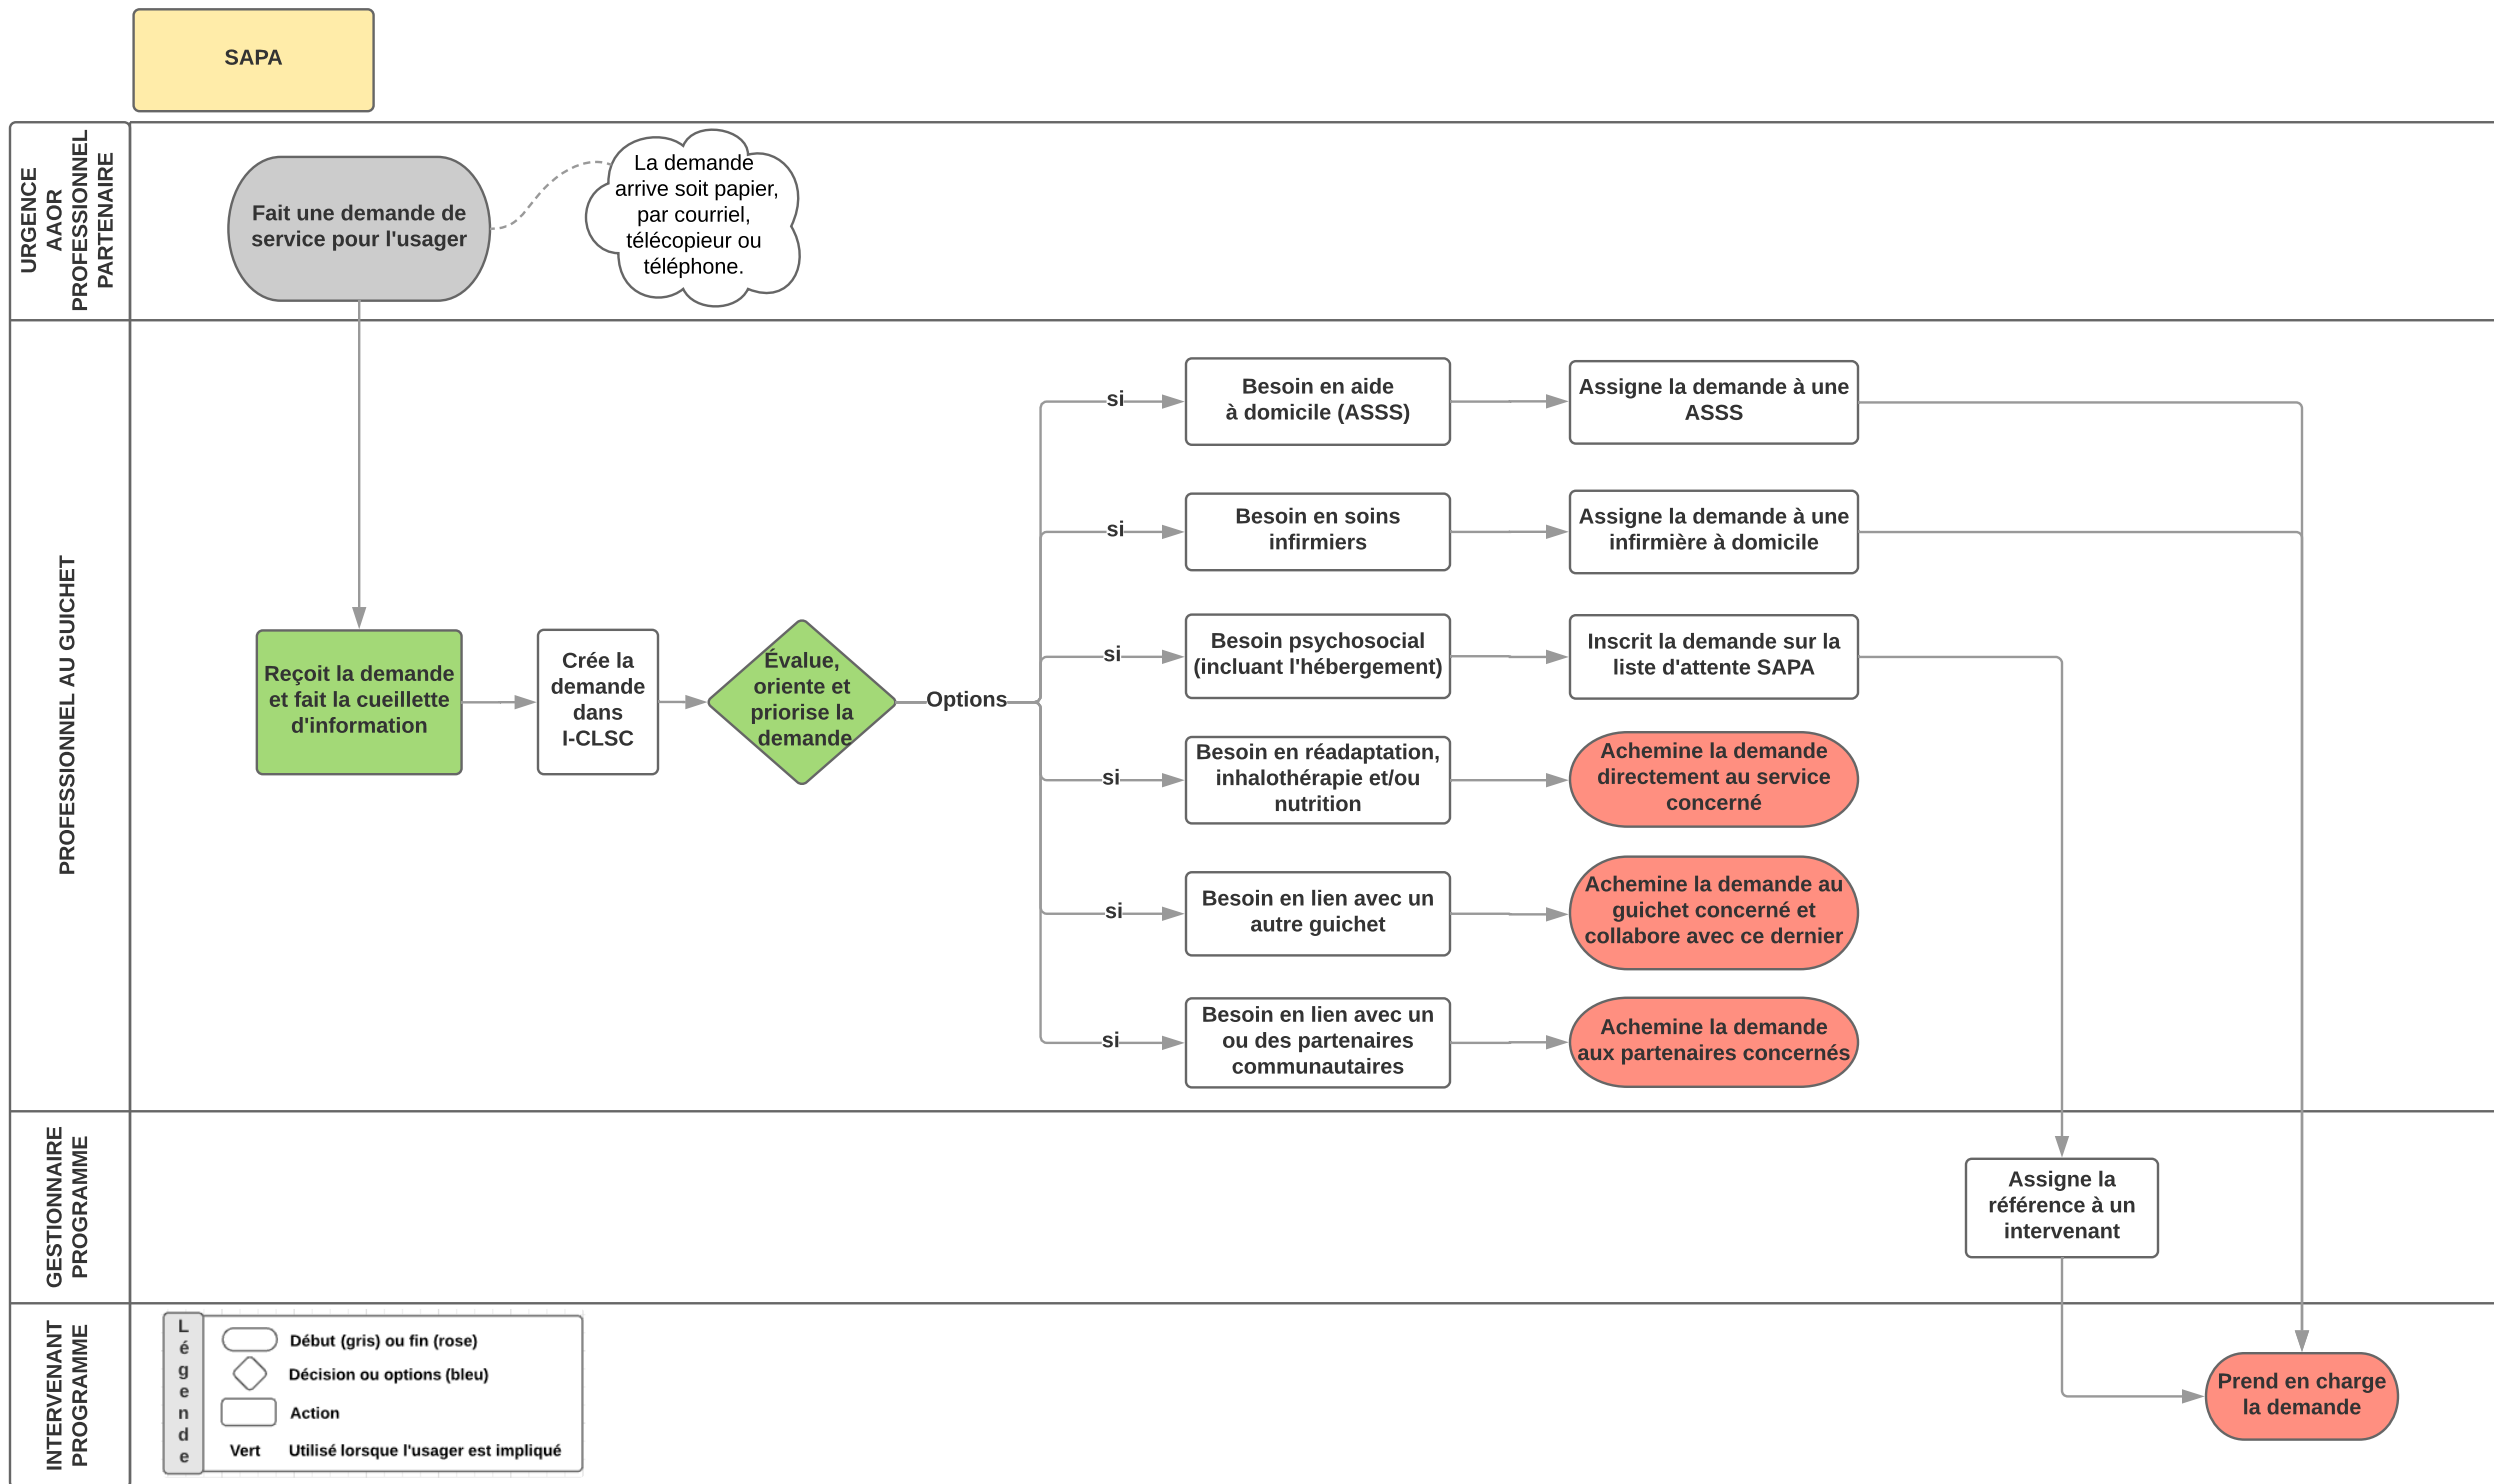 SAPA
URGENCE
AAOR
PROFESSIONNEL
PARTENAIRE
Fait une demande de
service pour l'usager
La demande
arrive soit papier,
par courriel,
télécopieur ou
téléphone.
PROFESSIONNEL AU GUICHET
Reçoit la demande
et fait la cueillette
d'information
Crée la
demande
dans
I-CLSC
Évalue,
oriente et
priorise la
demande
Options
si
Besoin en aide
à domicile (ASSS)
Assigne la demande à une
ASSS
si
Besoin en soins
infirmiers
Assigne la demande à une
infirmière à domicile
si
Besoin psychosocial
(incluant l'hébergement)
Inscrit la demande sur la
liste d'attente SAPA
si
Besoin en réadaptation,
inhalothérapie et/ou
nutrition
Achemine la demande
directement au service
concerné
si
Besoin en lien avec un
autre guichet
Achemine la demande au
guichet concerné et
collabore avec ce dernier
si
Besoin en lien avec un
ou des partenaires
communautaires
Achemine la demande
aux partenaires concernés
GESTIONNAIRE
PROGRAMME
Assigne la
référence à un
intervenant
INTERVENANT
PROGRAMME
Légende
Début (gris) ou fin (rose)
Décision ou options (bleu)
Action
Vert Utilisé lorsque l'usager est impliqué
Prend en charge
la demande